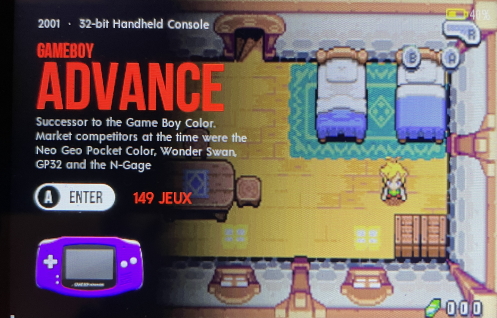 2001 · 32-bit Handheld Console
GAMEBOY
ADVANCE
Successor to the Game Boy Color.
Market competitors at the time were the
Neo Geo Pocket Color, Wonder Swan,
GP32 and the N-Gage
A ENTER
149 JEUX
R
B A
000